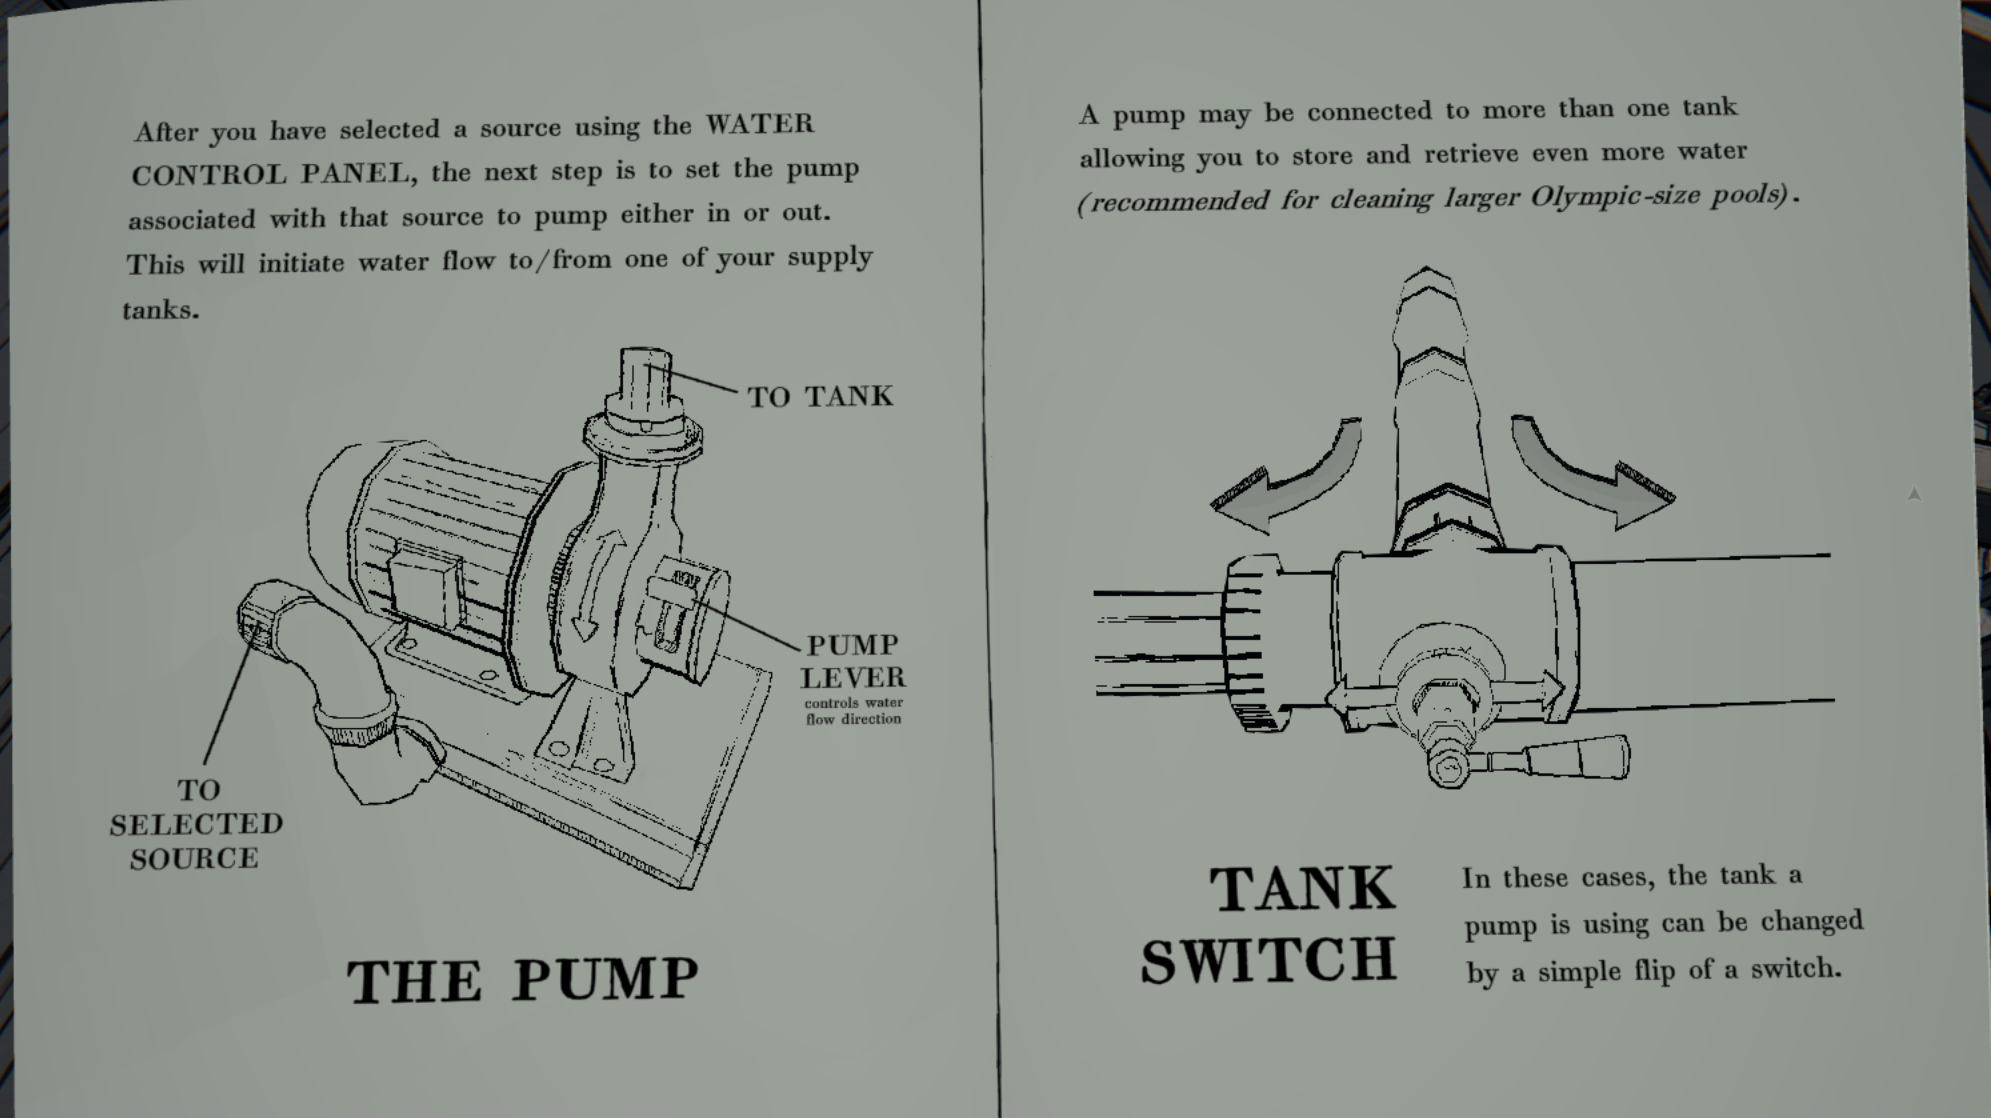 After you have selected a source using the WATER
CONTROL PANEL, the next step is to set the pump
associated with that source to pump either in or out.
This will initiate water flow to/from one of your supply
tanks.
TO TANK
PUMP
LEVER
controls water
flow direction
TO
SELECTED
SOURCE
THE PUMP
A pump may be connected to more than one tank
allowing you to store and retrieve even more water
(recommended for cleaning larger Olympic-size pools).
TANK
SWITCH
In these cases, the tank a
pump is using can be changed
by a simple flip of a switch.